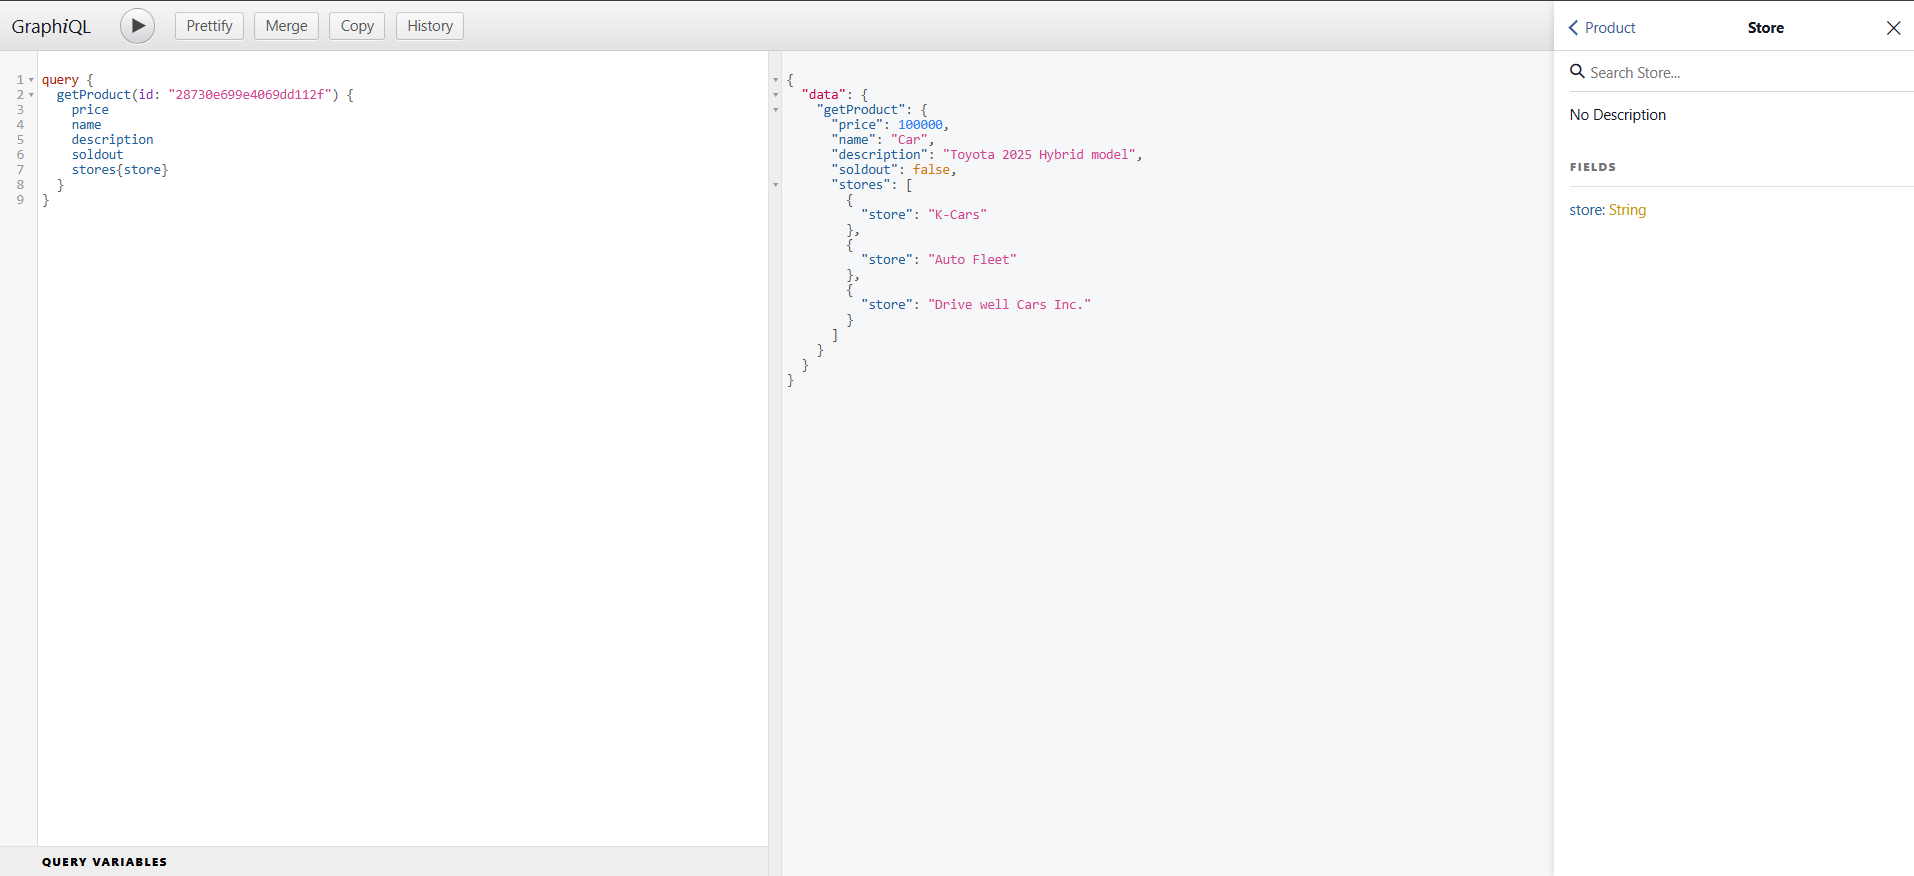 GraphiQL Prettify Merge Copy History
1 query {
2 getProduct(id: "28730e699e4069dd112f") {
3 price
4 name
5 description
6 soldout
7 stores{store}
8 }
9 }
QUERY VARIABLES
{
"data": {
"getProduct": {
"price": 100000,
"name": "Car",
"description": "Toyota 2025 Hybrid model",
"soldout": false,
"stores": [
{
"store": "K-Cars"
},
{
"store": "Auto Fleet"
},
{
"store": "Drive well Cars Inc."
}
]
}
}
}
Product Store
Search Store...
No Description
FIELDS
store: String